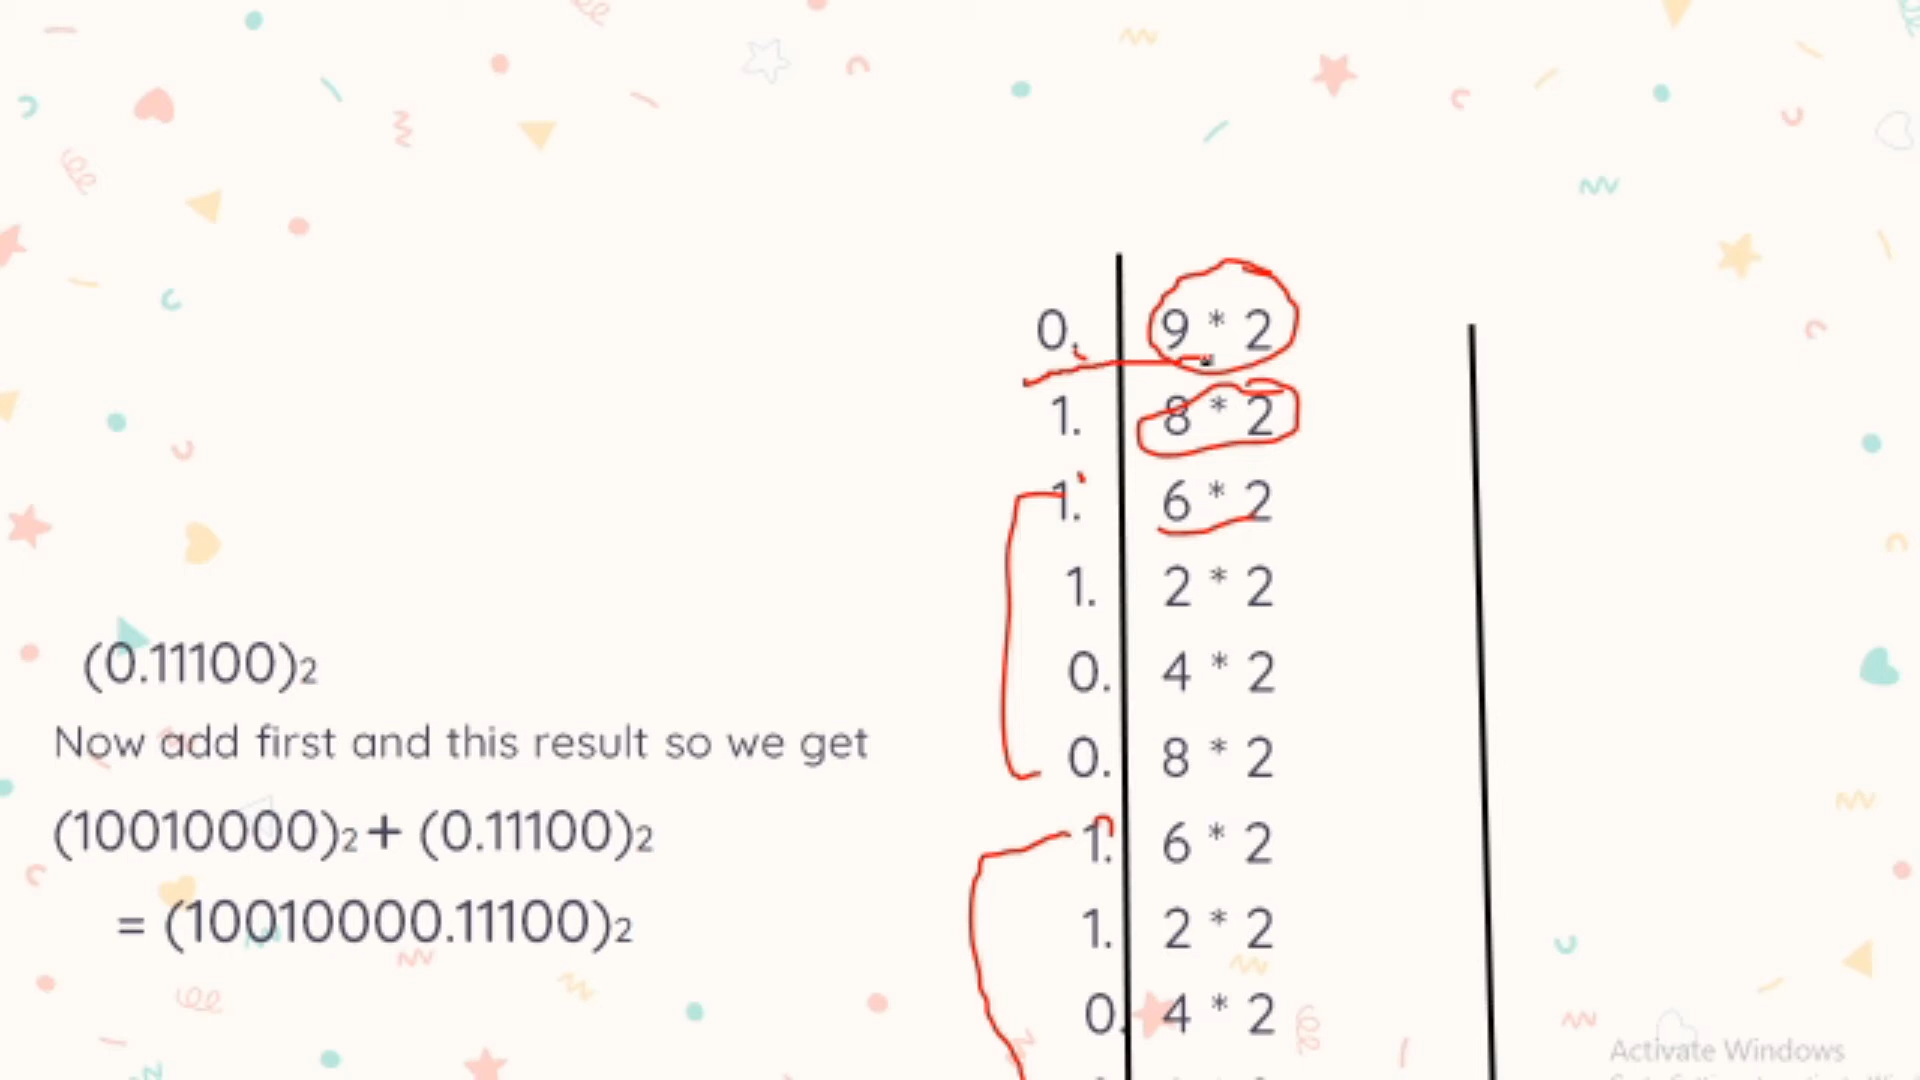 0. 9 * 2
1. 8 * 2
1. 6 * 2
1. 2 * 2
0. 4 * 2
0. 8 * 2
1. 6 * 2
1. 2 * 2
0. 4 * 2
(0.11100)2
Now add first and this result so we get
(10010000)2 + (0.11100)2
= (10010000.11100)2
Activate Windows